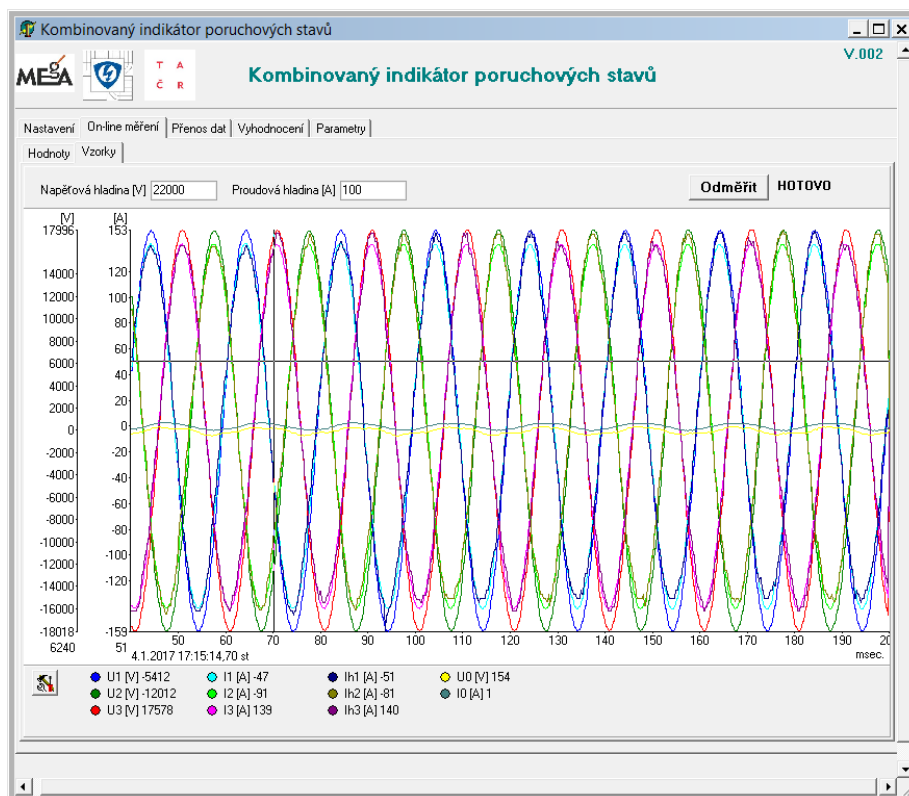 Kombinovaný indikátor poruchových stavů
V.002
MEgA
T A
Č R
Kombinovaný indikátor poruchových stavů
Nastavení On-line měření Přenos dat Vyhodnocení Parametry
Hodnoty Vzorky
Napěťová hladina [V] 22000 Proudová hladina [A] 100 Odměřit HOTOVO
[V] [A]
17996 153
14000 120
12000 100
10000 80
8000 60
6000 40
4000 20
2000 0
0 -20
-2000 -40
-4000 -60
-6000 -80
-8000 -100
-10000 -120
-12000
-14000
-16000
-18018 -159
50 60 70 80 90 100 110 120 130 140 150 160 170 180 190 20
6240 51 4.1.2017 17:15:14,70 st msec.
U1 [V] -5412 I1 [A] -47 Ih1 [A] -51 U0 [V] 154
U2 [V] -12012 I2 [A] -91 Ih2 [A] -81 I0 [A] 1
U3 [V] 17578 I3 [A] 139 Ih3 [A] 140